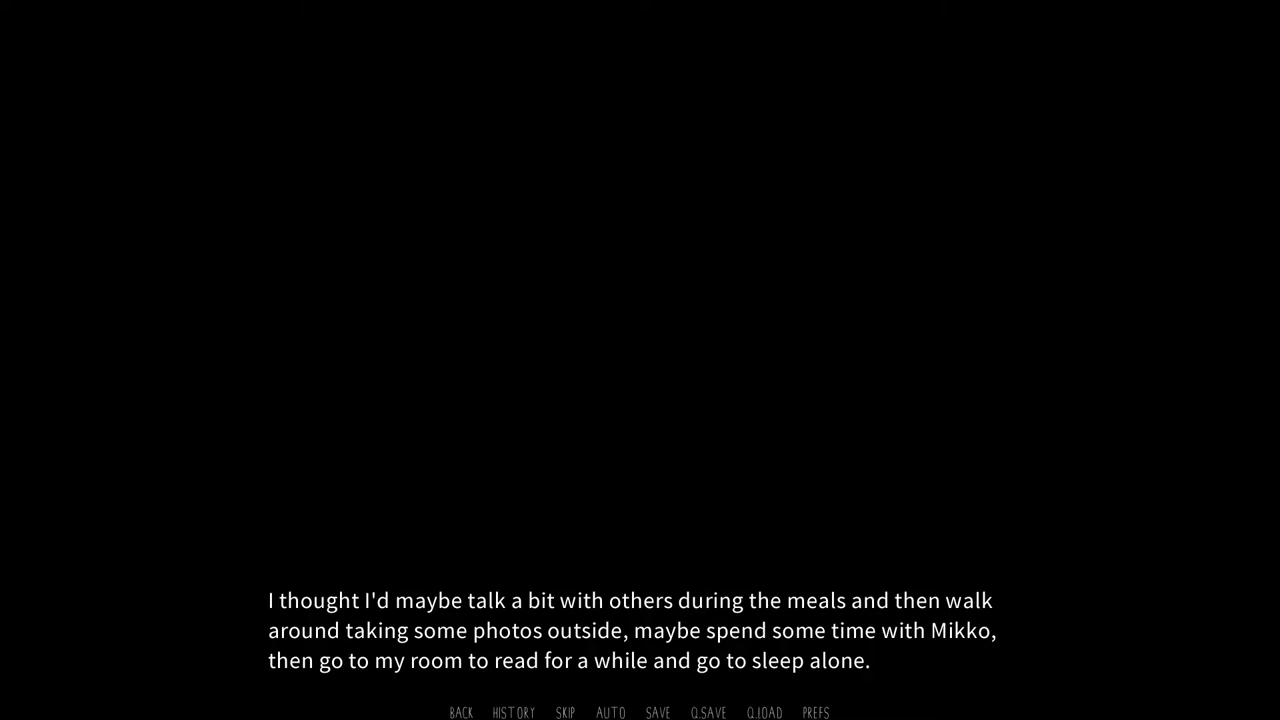 I thought I'd maybe talk a bit with others during the meals and then walk
around taking some photos outside, maybe spend some time with Mikko,
then go to my room to read for a while and go to sleep alone.
BACK HISTORY SKIP AUTO SAVE Q.SAVE Q.LOAD PREFS